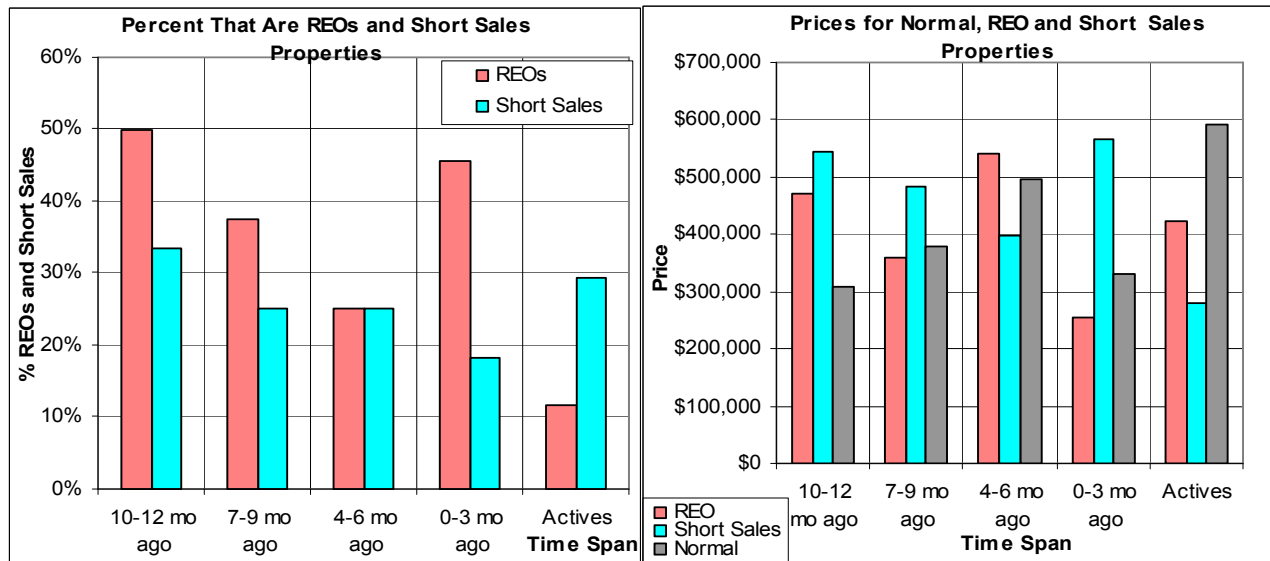 Percent That Are REOs and Short Sales
Properties
60%
50%
40%
30%
20%
10%
0%
% REOs and Short Sales
REOs
Short Sales
10-12 mo
ago
7-9 mo
ago
4-6 mo
ago
0-3 mo
ago
Actives
Time Span
Prices for Normal, REO and Short Sales
Properties
$700,000
$600,000
$500,000
$400,000
$300,000
$200,000
$100,000
$0
Price
10-12
mo ago
7-9 mo
ago
4-6 mo
ago
0-3 mo
ago
Actives
Time Span
REO
Short Sales
Normal